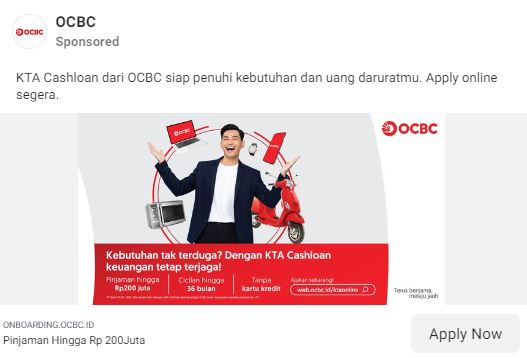 OCBC
OCBC
Sponsored
KTA Cashloan dari OCBC siap penuhi kebutuhan dan uang daruratmu. Apply online
segera.
OCBC
Kebutuhan tak terduga? Dengan KTA Cashloan
keuangan tetap terjaga!
Pinjaman hingga
Rp200 juta
Cicilan hingga
36 bulan
Tanpa
kartu kredit
Ajukan sekarang!
web.ocbc.id/ktaonline
Terus bersama,
melaju jauh
ONBOARDING.OCBC.ID
Pinjaman Hingga Rp 200Juta
Apply Now